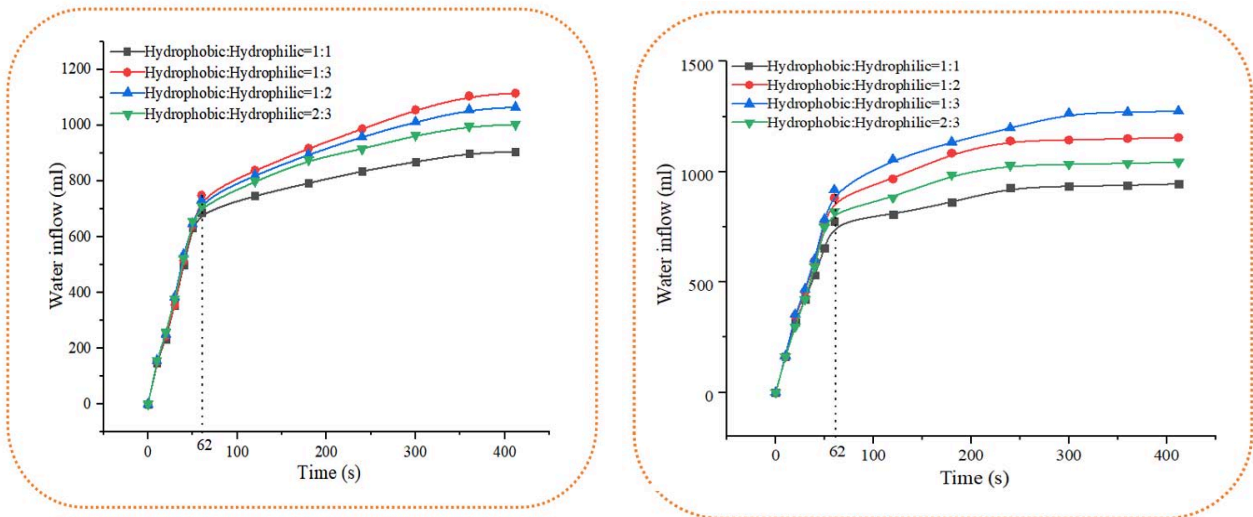 Hydrophobic:Hydrophilic=1:1
Hydrophobic:Hydrophilic=1:3
Hydrophobic:Hydrophilic=1:2
Hydrophobic:Hydrophilic=2:3
1200
1000
800
600
400
200
0
Water inflow (ml)
0
62
100
200
300
400
Time (s)
Hydrophobic:Hydrophilic=1:1
Hydrophobic:Hydrophilic=1:2
Hydrophobic:Hydrophilic=1:3
Hydrophobic:Hydrophilic=2:3
1500
1000
500
0
Water inflow (ml)
0
62
100
200
300
400
Time (s)